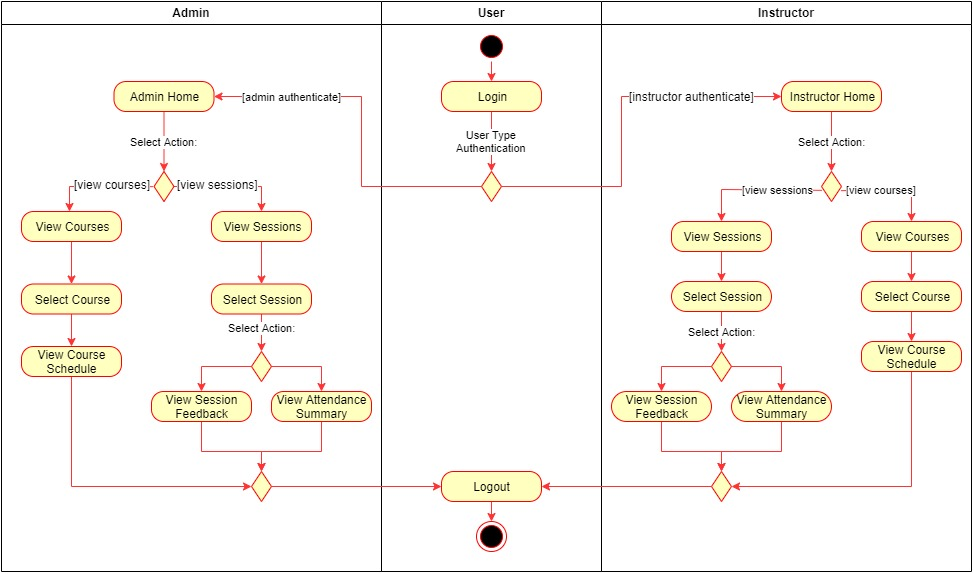 Admin
User
Instructor
Admin Home
[admin authenticate]
Login
[instructor authenticate]
Instructor Home
Select Action:
User Type
Authentication
Select Action:
[view courses]
[view sessions]
[view sessions
[view courses]
View Courses
View Sessions
View Sessions
View Courses
Select Course
Select Session
Select Session
Select Course
Select Action:
Select Action:
View Course
Schedule
View Course
Schedule
View Session
Feedback
View Attendance
Summary
View Session
Feedback
View Attendance
Summary
Logout